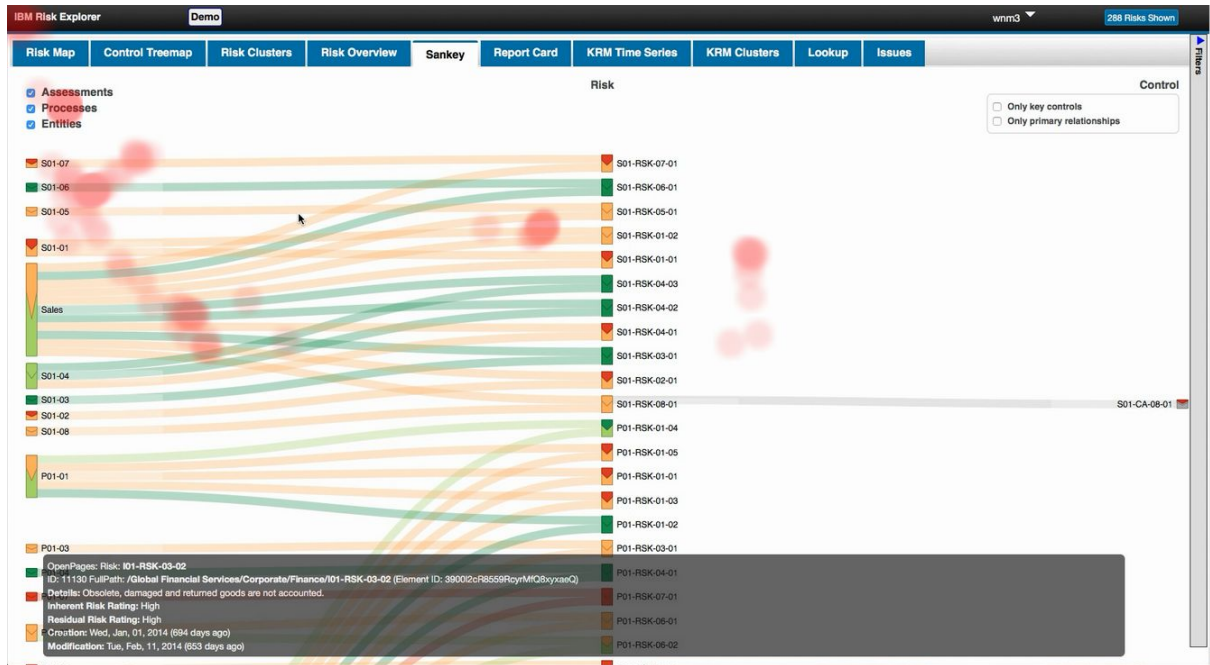 IBM Risk Explorer
Demo
wnm3
288 Risks Shown
Risk Map
Control Treemap
Risk Clusters
Risk Overview
Sankey
Report Card
KRM Time Series
KRM Clusters
Lookup
Issues
Filters
Assessments
Processes
Entities
Risk
Control
Only key controls
Only primary relationships
S01-07
S01-06
S01-05
S01-01
Sales
S01-04
S01-03
S01-02
S01-08
P01-01
P01-03
S01-RSK-07-01
S01-RSK-06-01
S01-RSK-05-01
S01-RSK-01-02
S01-RSK-01-01
S01-RSK-04-03
S01-RSK-04-02
S01-RSK-04-01
S01-RSK-03-01
S01-RSK-02-01
S01-RSK-08-01
P01-RSK-01-04
P01-RSK-01-05
P01-RSK-01-01
P01-RSK-01-03
P01-RSK-01-02
P01-RSK-03-01
P01-RSK-04-01
P01-RSK-07-01
P01-RSK-06-01
P01-RSK-06-02
S01-CA-08-01
OpenPages: Risk: I01-RSK-03-02
ID: 11130 FullPath: /Global Financial Services/Corporate/Finance/I01-RSK-03-02 (Element ID: 3900I2cR8559RcyrMfQ8xyxaeQ)
Details: Obsolete, damaged and returned goods are not accounted.
Inherent Risk Rating: High
Residual Risk Rating: High
Creation: Wed, Jan, 01, 2014 (694 days ago)
Modification: Tue, Feb, 11, 2014 (653 days ago)